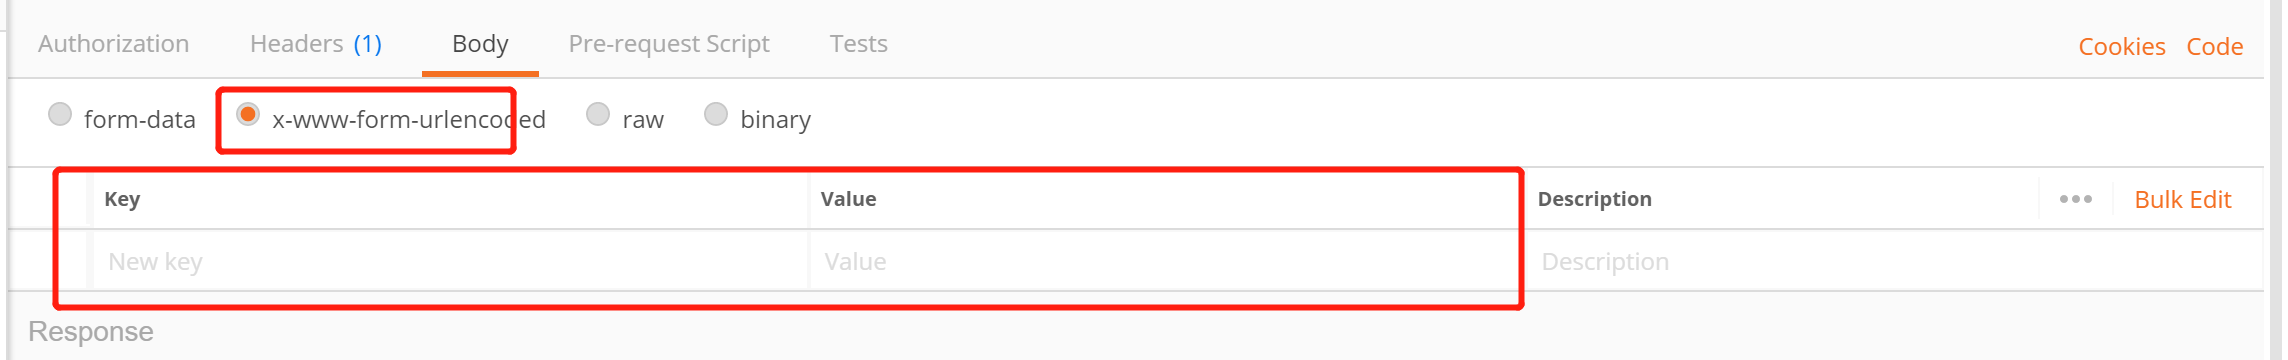 Authorization Headers (1) Body Pre-request Script Tests Cookies Code
form-data x-www-form-urlencoded raw binary
Key Value Description ••• Bulk Edit
New key Value Description
Response